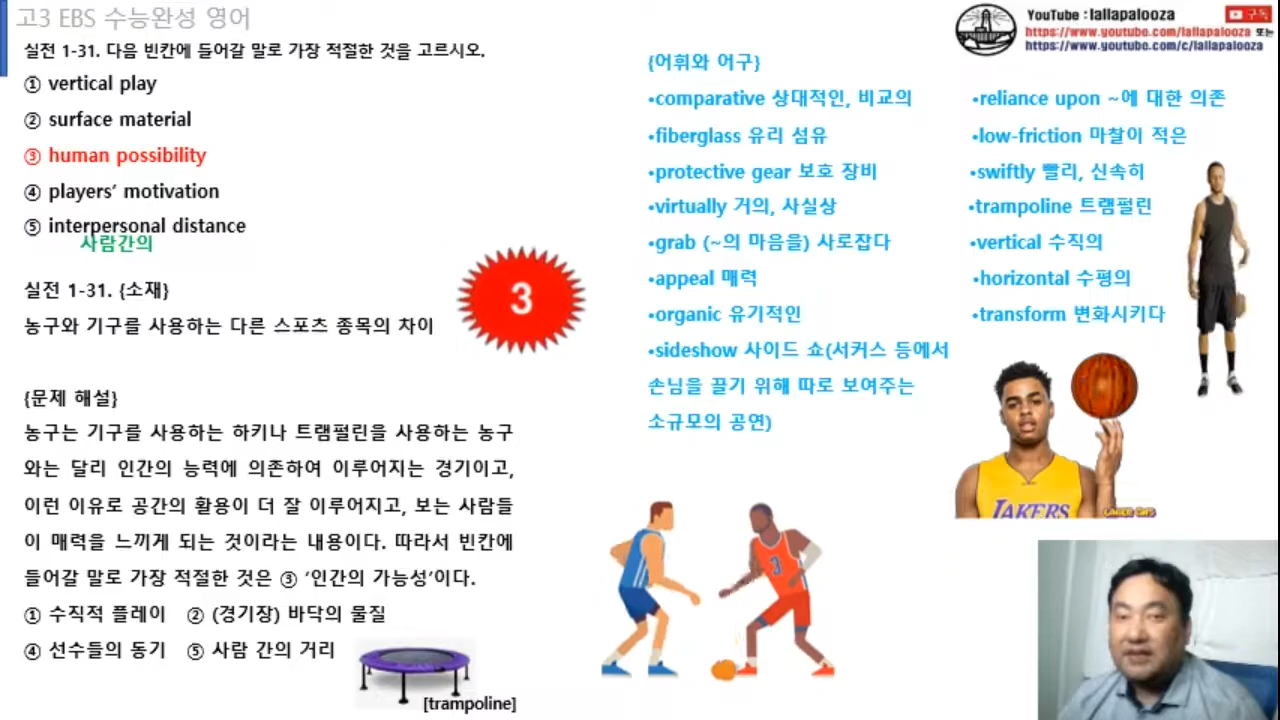 고3 EBS 수능완성 영어
YouTube : lallapalooza
구독
https://www.youtube.com/lallapalooza 또는
https://www.youtube.com/c/lallapalooza
실전 1-31. 다음 빈칸에 들어갈 말로 가장 적절한 것을 고르시오.
① vertical play
② surface material
③ human possibility
④ players' motivation
⑤ interpersonal distance
사람간의
실전 1-31. {소재}
농구와 기구를 사용하는 다른 스포츠 종목의 차이
3
{문제 해설}
농구는 기구를 사용하는 하키나 트램펄린을 사용하는 농구
와는 달리 인간의 능력에 의존하여 이루어지는 경기이고,
이런 이유로 공간의 활용이 더 잘 이루어지고, 보는 사람들
이 매력을 느끼게 되는 것이라는 내용이다. 따라서 빈칸에
들어갈 말로 가장 적절한 것은 ③ '인간의 가능성'이다.
① 수직적 플레이 ② (경기장) 바닥의 물질
④ 선수들의 동기 ⑤ 사람 간의 거리
[trampoline]
{어휘와 어구}
•comparative 상대적인, 비교의
•fiberglass 유리 섬유
•protective gear 보호 장비
•virtually 거의, 사실상
•grab (~의 마음을) 사로잡다
•appeal 매력
•organic 유기적인
•sideshow 사이드 쇼(서커스 등에서
손님을 끌기 위해 따로 보여주는
소규모의 공연)
•reliance upon ~에 대한 의존
•low-friction 마찰이 적은
•swiftly 빨리, 신속히
•trampoline 트램펄린
•vertical 수직의
•horizontal 수평의
•transform 변화시키다
LAKERS
3